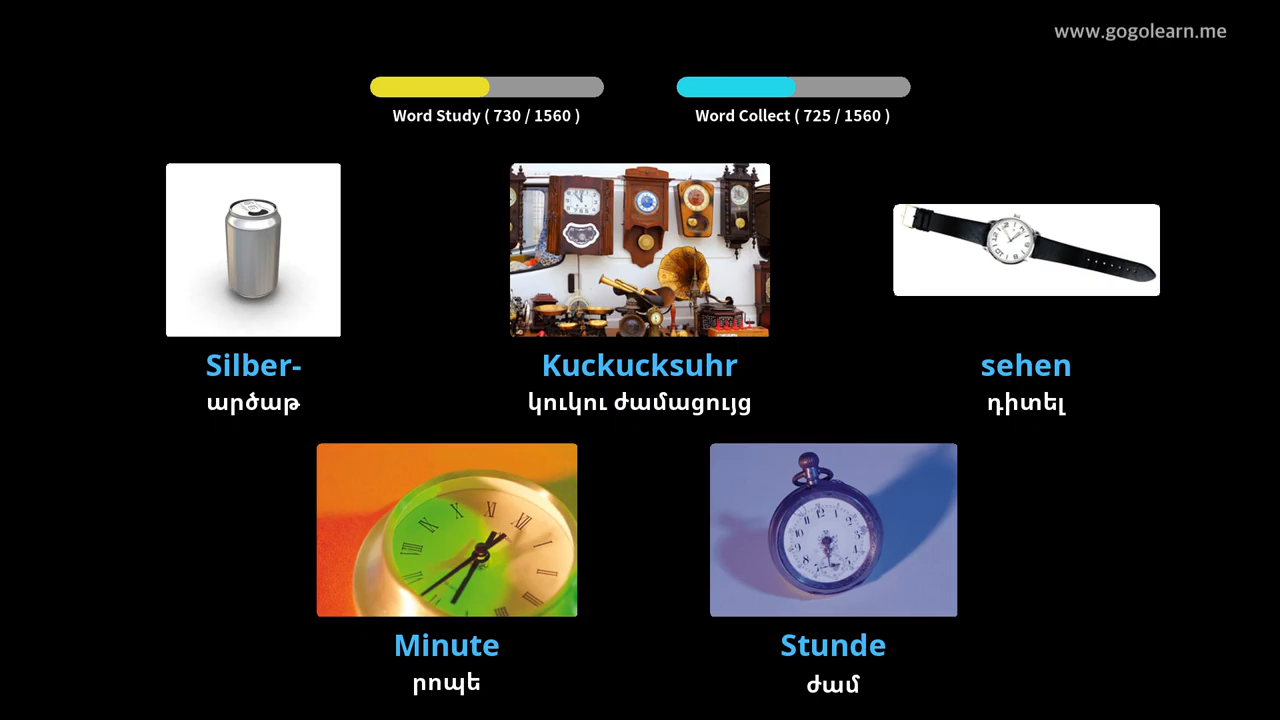 www.gogolearn.me
Word Study ( 730 / 1560 )
Word Collect ( 725 / 1560 )
Silber-
արծաթ
Kuckucksuhr
կուկու ժամացույց
sehen
դիտել
Minute
րոպե
Stunde
ժամ